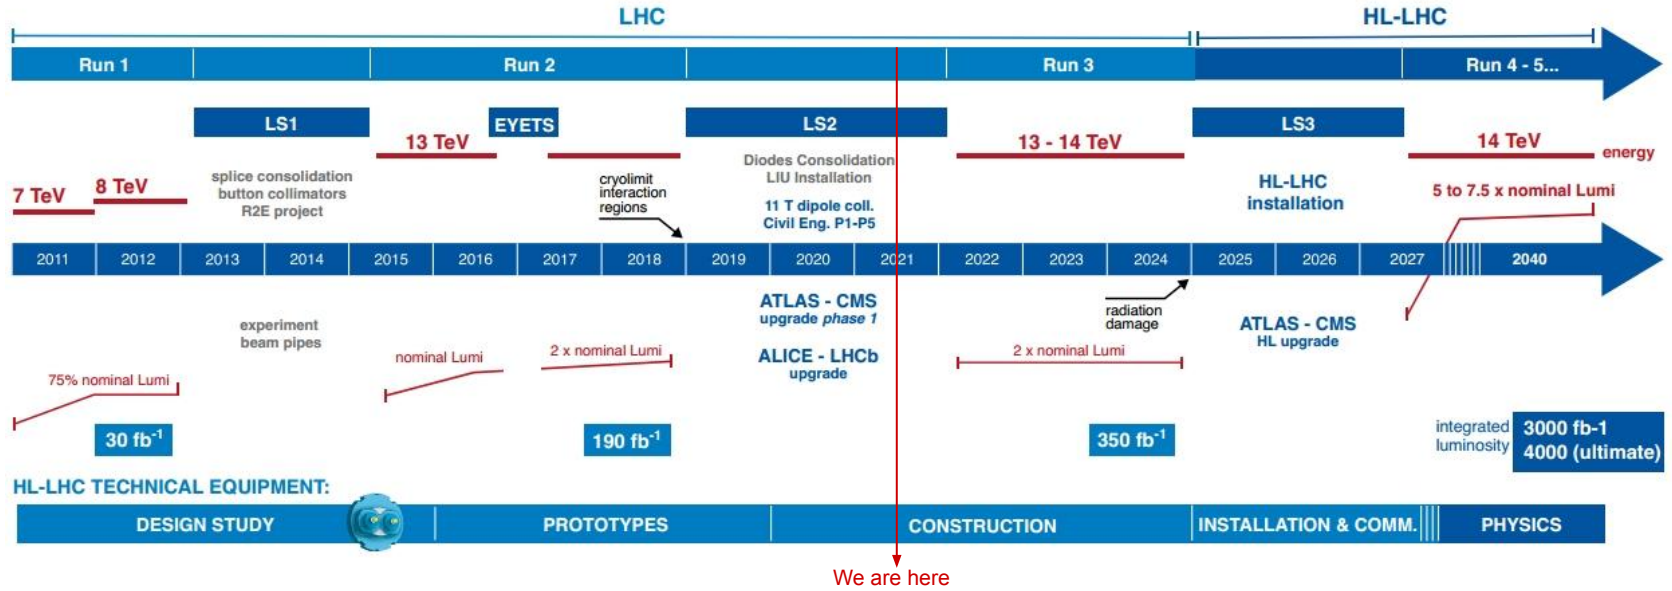 LHC
HL-LHC
Run 1
Run 2
Run 3
Run 4 - 5...
LS1
EYETS
LS2
LS3
13 TeV
13 - 14 TeV
14 TeV
energy
7 TeV
8 TeV
splice consolidation
button collimators
R2E project
cryolimit
interaction
regions
Diodes Consolidation
LIU Installation
11 T dipole coll.
Civil Eng. P1-P5
HL-LHC
installation
5 to 7.5 x nominal Lumi
2011
2012
2013
2014
2015
2016
2017
2018
2019
2020
2021
2022
2023
2024
2025
2026
2027
2040
experiment
beam pipes
ATLAS - CMS
upgrade phase 1
ALICE - LHCb
upgrade
radiation
damage
ATLAS - CMS
HL upgrade
75% nominal Lumi
nominal Lumi
2 x nominal Lumi
2 x nominal Lumi
30 fb-1
190 fb-1
350 fb-1
integrated
luminosity
3000 fb-1
4000 (ultimate)
HL-LHC TECHNICAL EQUIPMENT:
DESIGN STUDY
PROTOTYPES
CONSTRUCTION
INSTALLATION & COMM.
PHYSICS
We are here